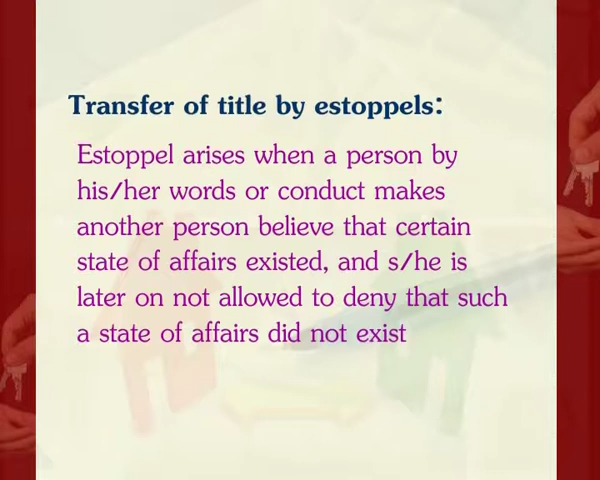 Transfer of title by estoppels:
Estoppel arises when a person by
his/her words or conduct makes
another person believe that certain
state of affairs existed, and s/he is
later on not allowed to deny that such
a state of affairs did not exist